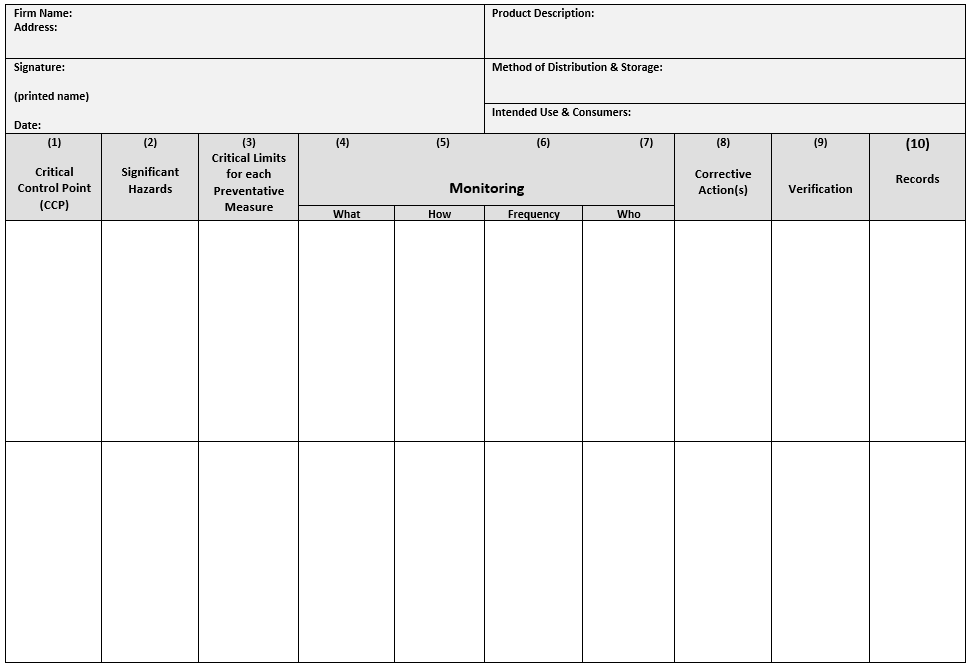 Firm Name:
Address:
Product Description:
Signature:
(printed name)
Date:
Method of Distribution & Storage:
Intended Use & Consumers:
(1)
Critical
Control Point
(CCP)
(2)
Significant
Hazards
(3)
Critical Limits
for each
Preventative
Measure
(4) (5) (6) (7)
Monitoring
What How Frequency Who
(8)
Corrective
Action(s)
(9)
Verification
(10)
Records